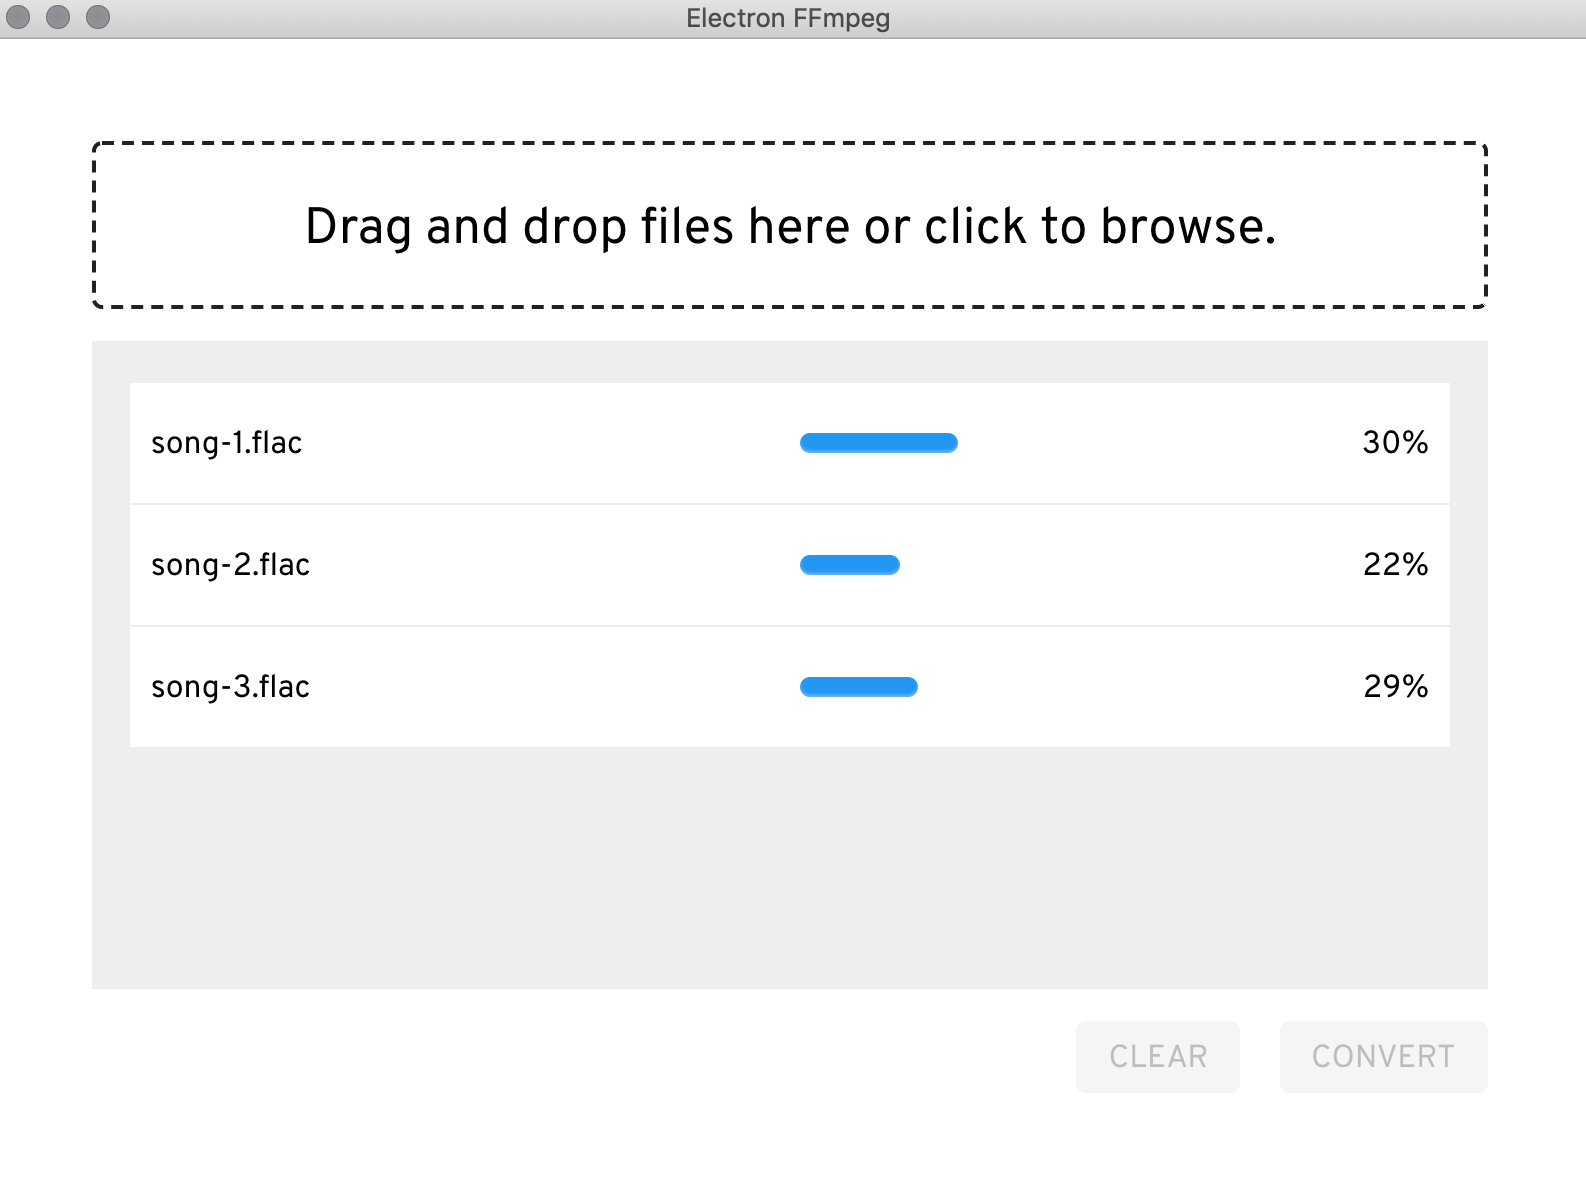 Electron FFmpeg
Drag and drop files here or click to browse.
song-1.flac 30%
song-2.flac 22%
song-3.flac 29%
CLEAR CONVERT